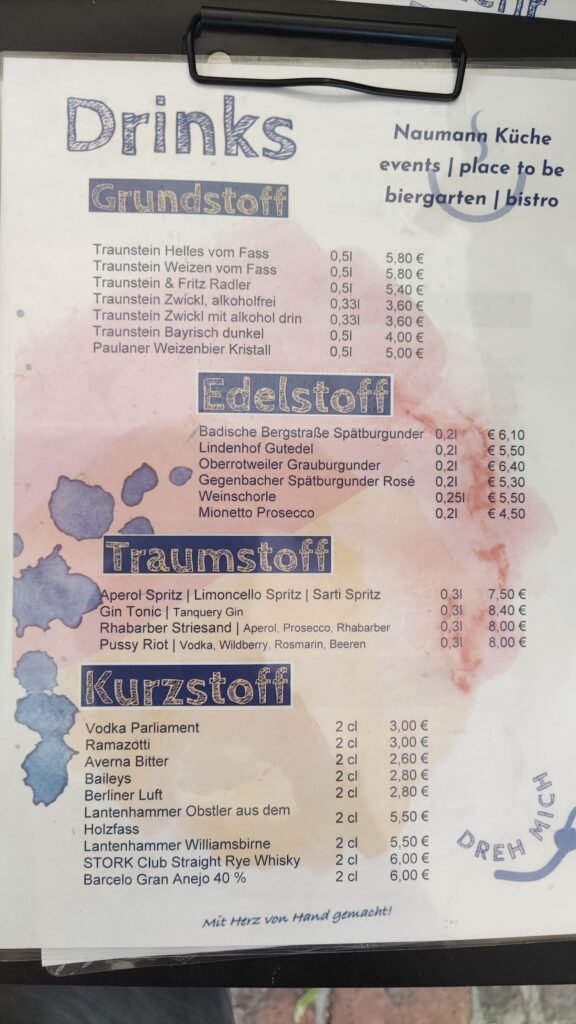 Drinks
Naumann Küche
events | place to be
biergarten | bistro
Grundstoff
Traunstein Helles vom Fass 0,5l 5,80 €
Traunstein Weizen vom Fass 0,5l 5,80 €
Traunstein & Fritz Radler 0,5l 5,40 €
Traunstein Zwickl, alkoholfrei 0,33l 3,60 €
Traunstein Zwickl mit alkohol drin 0,33l 3,60 €
Traunstein Bayrisch dunkel 0,5l 4,00 €
Paulaner Weizenbier Kristall 0,5l 5,00 €
Edelstoff
Badische Bergstraße Spätburgunder 0,2l € 6,10
Lindenhof Gutedel 0,2l € 5,50
Oberrotweiler Grauburgunder 0,2l € 6,40
Gegenbacher Spätburgunder Rosé 0,2l € 5,30
Weinschorle 0,25l € 5,50
Mionetto Prosecco 0,2l € 4,50
Traumstoff
Aperol Spritz | Limoncello Spritz | Sarti Spritz 0,3l 7,50 €
Gin Tonic | Tanquery Gin 0,3l 8,40 €
Rhabarber Striesand | Aperol, Prosecco, Rhabarber 0,3l 8,00 €
Pussy Riot | Vodka, Wildberry, Rosmarin, Beeren 0,3l 8,00 €
Kurzstoff
Vodka Parliament 2 cl 3,00 €
Ramazotti 2 cl 3,00 €
Averna Bitter 2 cl 2,60 €
Baileys 2 cl 2,80 €
Berliner Luft 2 cl 2,80 €
Lantenhammer Obstler aus dem
Holzfass 2 cl 5,50 €
Lantenhammer Williamsbirne 2 cl 5,50 €
STORK Club Straight Rye Whisky 2 cl 6,00 €
Barcelo Gran Anejo 40 % 2 cl 6,00 €
DREH MICH
Mit Herz von Hand gemacht!